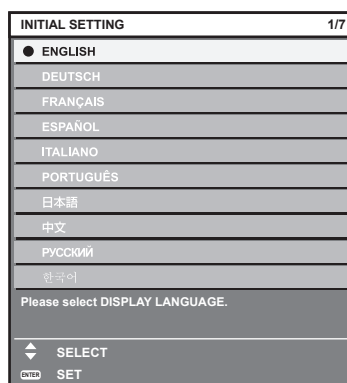 INITIAL SETTING 1/7
ENGLISH
DEUTSCH
FRANÇAIS
ESPAÑOL
ITALIANO
PORTUGUÊS
日本語
中文
РУССКИЙ
한국어
Please select DISPLAY LANGUAGE.
SELECT
ENTER SET